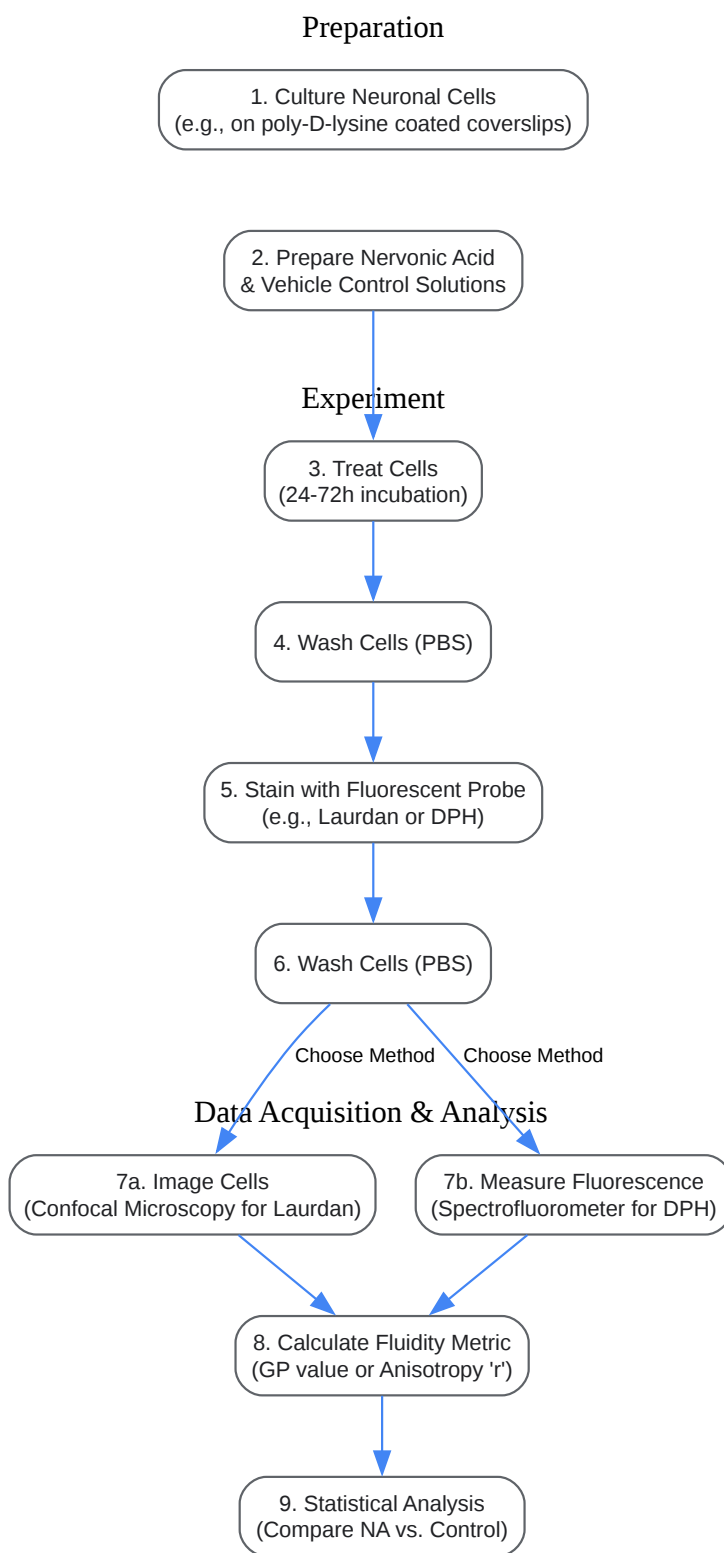 Preparation
1. Culture Neuronal Cells
(e.g., on poly-D-lysine coated coverslips)
2. Prepare Nervonic Acid
& Vehicle Control Solutions
Experiment
3. Treat Cells
(24-72h incubation)
4. Wash Cells (PBS)
5. Stain with Fluorescent Probe
(e.g., Laurdan or DPH)
6. Wash Cells (PBS)
Choose Method
Choose Method
Data Acquisition & Analysis
7a. Image Cells
(Confocal Microscopy for Laurdan)
7b. Measure Fluorescence
(Spectrofluorometer for DPH)
8. Calculate Fluidity Metric
(GP value or Anisotropy 'r')
9. Statistical Analysis
(Compare NA vs. Control)